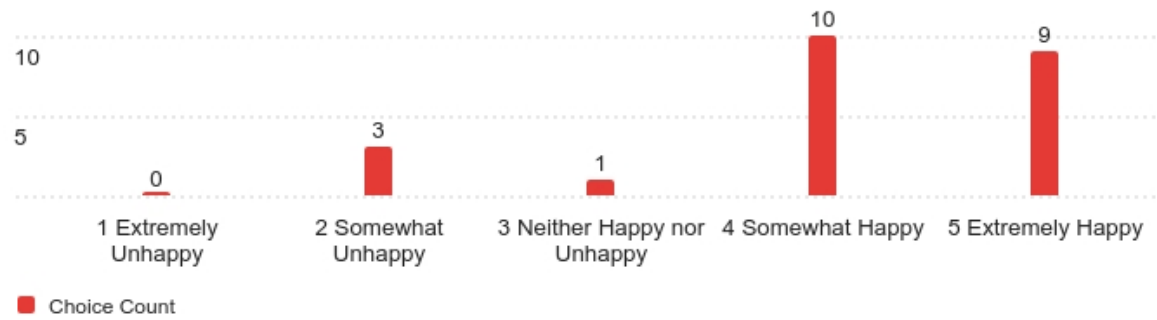 10
9
10
5
3
1
0
1 Extremely Unhappy
2 Somewhat Unhappy
3 Neither Happy nor Unhappy
4 Somewhat Happy
5 Extremely Happy
Choice Count